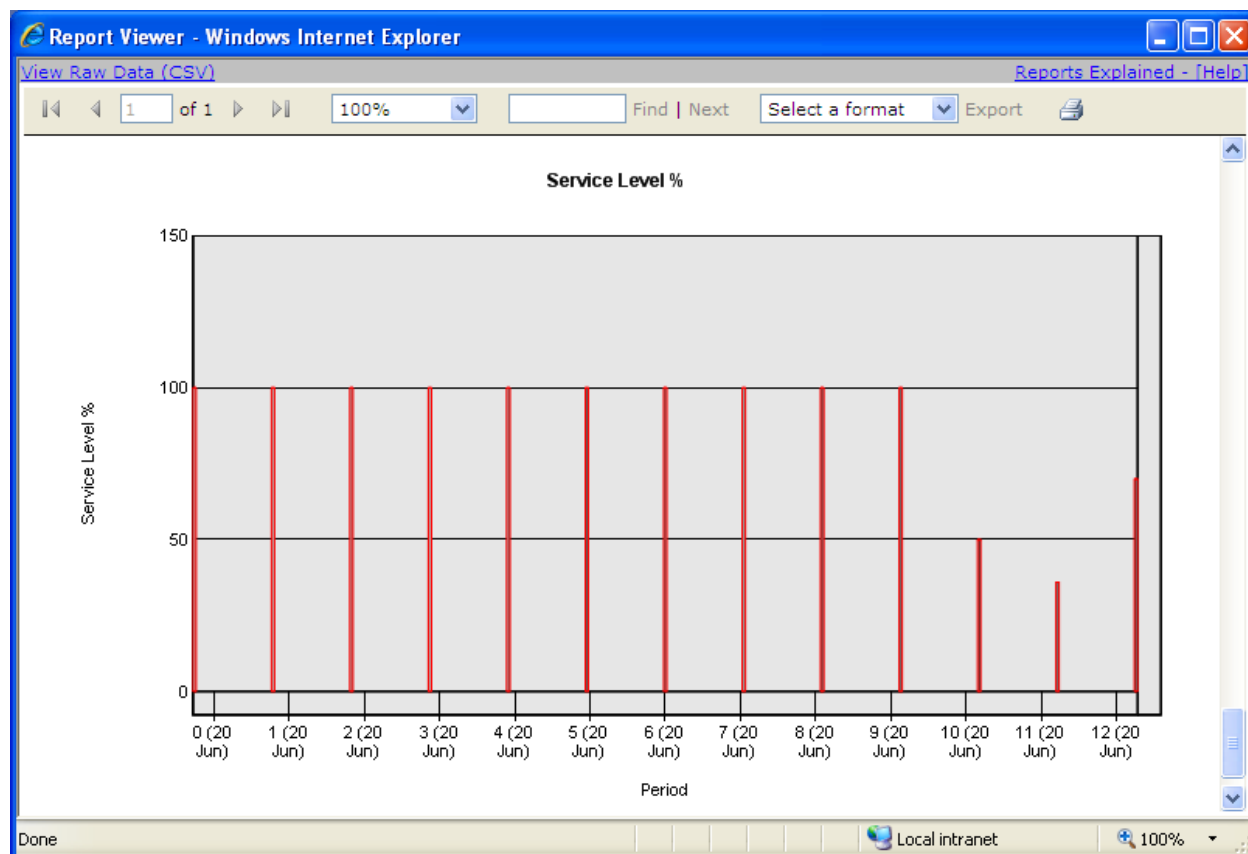 Report Viewer - Windows Internet Explorer
View Raw Data (CSV) Reports Explained - [Help]
1 of 1 100% Find | Next Select a format Export
Service Level %
150
100
50
0
Service Level %
0 (20 Jun) 1 (20 Jun) 2 (20 Jun) 3 (20 Jun) 4 (20 Jun) 5 (20 Jun) 6 (20 Jun) 7 (20 Jun) 8 (20 Jun) 9 (20 Jun) 10 (20 Jun) 11 (20 Jun) 12 (20 Jun)
Period
Done Local intranet 100%